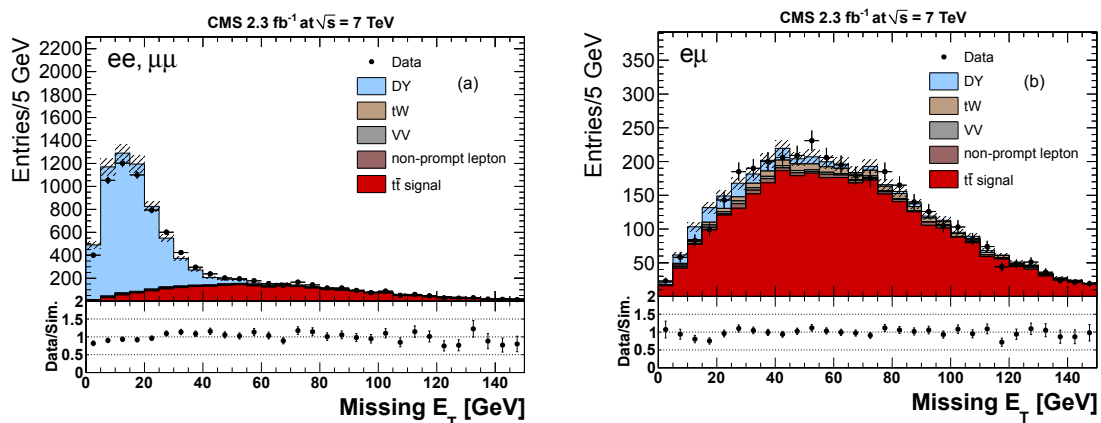 CMS 2.3 fb⁻¹ at √s = 7 TeV
Entries/5 GeV
2200
2000
1800
1600
1400
1200
1000
800
600
400
200
ee, μμ
(a)
Data
DY
tW
VV
non-prompt lepton
tt̄ signal
Data/Sim.
2
1.5
1
0.5
0
0 20 40 60 80 100 120 140
Missing E_T [GeV]
CMS 2.3 fb⁻¹ at √s = 7 TeV
Entries/5 GeV
350
300
250
200
150
100
50
eμ
(b)
Data
DY
tW
VV
non-prompt lepton
tt̄ signal
Data/Sim.
2
1.5
1
0.5
0
0 20 40 60 80 100 120 140
Missing E_T [GeV]